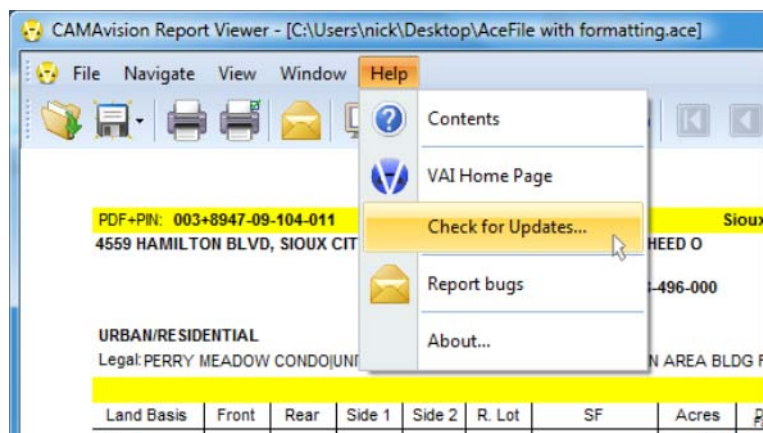 CAMAvision Report Viewer - [C:\Users\nick\Desktop\AceFile with formatting.ace]
File Navigate View Window Help
Contents
VAI Home Page
Check for Updates...
Report bugs
About...
PDF+PIN: 003+8947-09-104-011 Sioux
4559 HAMILTON BLVD, SIOUX CIT HEED O
-496-000
URBAN/RESIDENTIAL
Legal: PERRY MEADOW CONDO|UNI N AREA BLDG F
Land Basis Front Rear Side 1 Side 2 R. Lot SF Acres